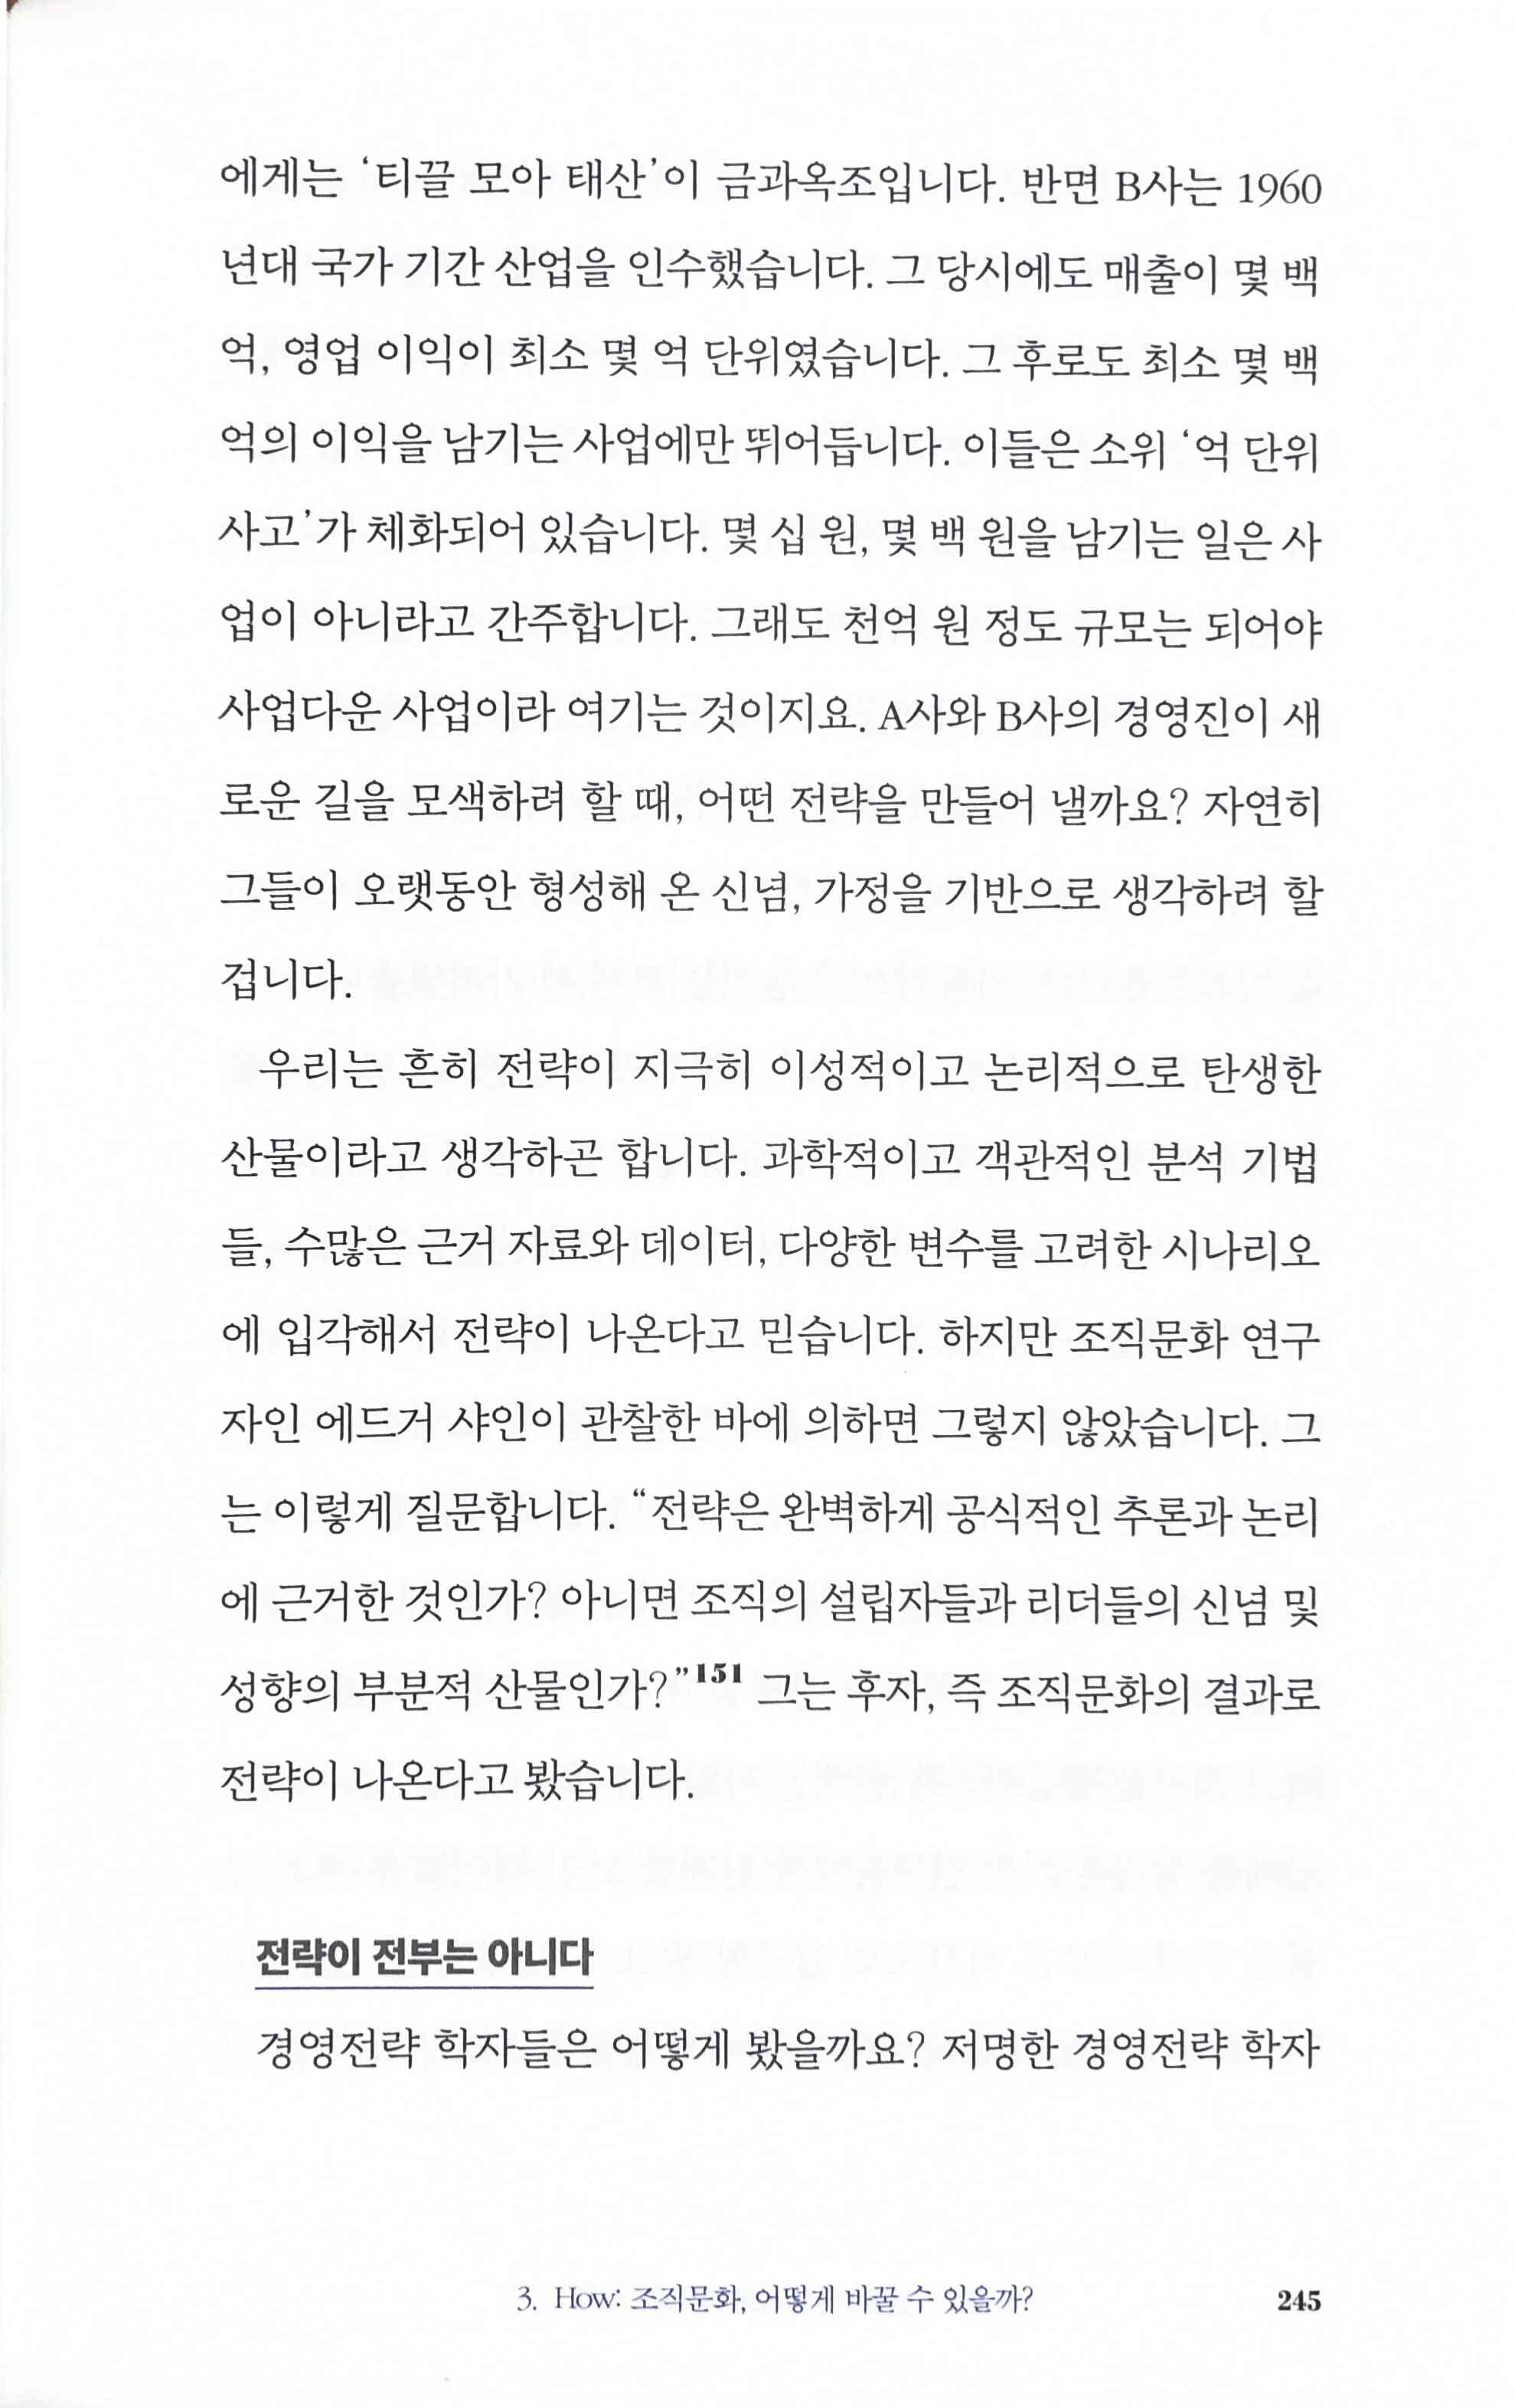 에게는 ‘티끌 모아 태산’이 금과옥조입니다. 반면 B사는 1960
년대 국가 기간 산업을 인수했습니다. 그 당시에도 매출이 몇 백
억, 영업 이익이 최소 몇 억 단위였습니다. 그 후로도 최소 몇 백
억의 이익을 남기는 사업에만 뛰어듭니다. 이들은 소위 ‘억 단위
사고’가 체화되어 있습니다. 몇 십 원, 몇 백 원을 남기는 일은 사
업이 아니라고 간주합니다. 그래도 천억 원 정도 규모는 되어야
사업다운 사업이라 여기는 것이지요. A사와 B사의 경영진이 새
로운 길을 모색하려 할 때, 어떤 전략을 만들어 낼까요? 자연히
그들이 오랫동안 형성해 온 신념, 가정을 기반으로 생각하려 할
겁니다.
우리는 흔히 전략이 지극히 이성적이고 논리적으로 탄생한
산물이라고 생각하곤 합니다. 과학적이고 객관적인 분석 기법
들, 수많은 근거 자료와 데이터, 다양한 변수를 고려한 시나리오
에 입각해서 전략이 나온다고 믿습니다. 하지만 조직문화 연구
자인 에드거 샤인이 관찰한 바에 의하면 그렇지 않았습니다. 그
는 이렇게 질문합니다. “전략은 완벽하게 공식적인 추론과 논리
에 근거한 것인가? 아니면 조직의 설립자들과 리더들의 신념 및
성향의 부분적 산물인가?”151 그는 후자, 즉 조직문화의 결과로
전략이 나온다고 봤습니다.
전략이 전부는 아니다
경영전략 학자들은 어떻게 봤을까요? 저명한 경영전략 학자
3. How: 조직문화, 어떻게 바꿀 수 있을까? 245